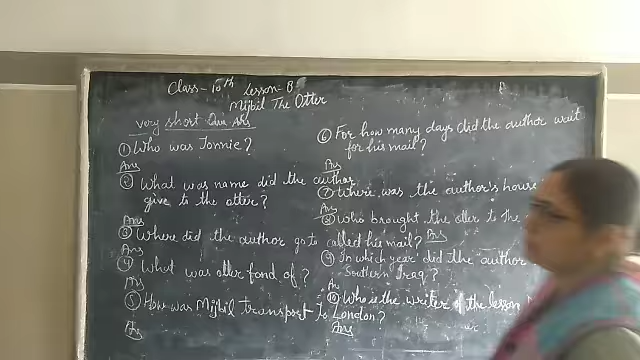 Class-10th Lesson-8
Mijbil The Otter
very short Que Ans
① Who was Jonnie?
Ans
② What was name did the author
give to the otter?
Ans
③ Where did the author go to called his mail?
Ans
④ What was otter fond of?
Ans
⑤ How was Mijbil transport To London?
Ans
⑥ For how many days did the author wait
for his mail?
Ans
⑦ Where was the author's house
Ans
⑧ Who brought the otter to the
Ans
⑨ In which year did the author
Southern Iraq?
Ans
⑩ Who is the writer of the lesson
Ans